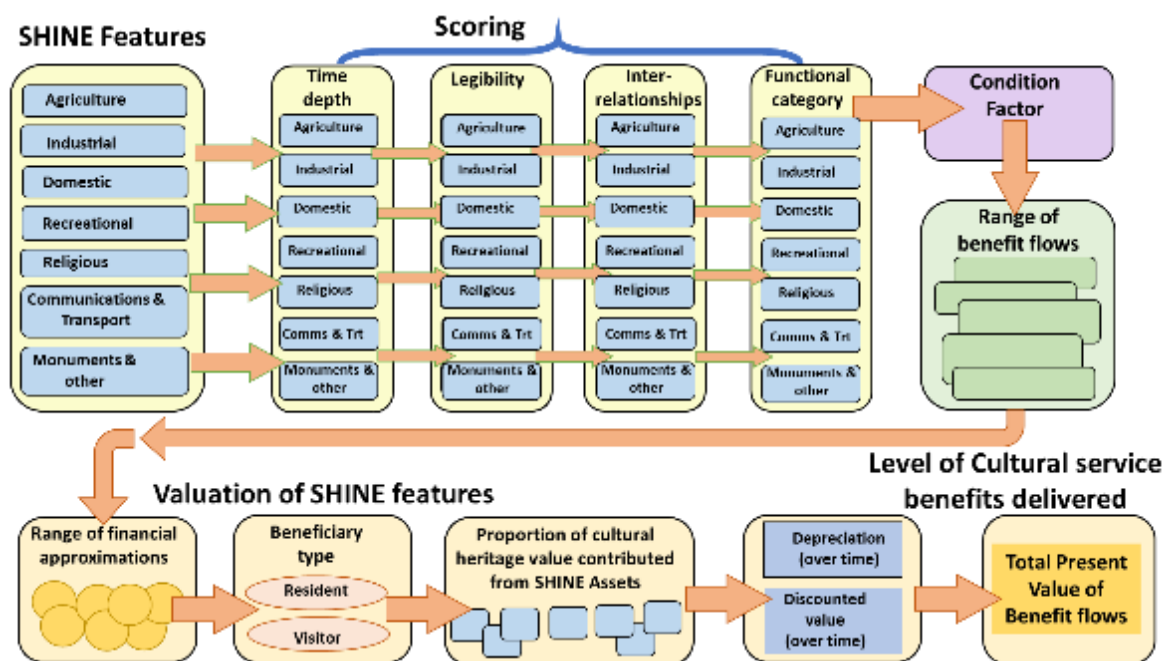 SHINE Features
Agriculture
Industrial
Domestic
Recreational
Religious
Communications &
Transport
Monuments &
other
Scoring
Time
depth
Agriculture
Industrial
Domestic
Recreational
Religious
Comms & Trt
Monuments &
other
Legibility
Agriculture
Industrial
Domestic
Recreational
Religious
Comms & Trt
Monuments &
other
Inter-
relationships
Agriculture
Industrial
Domestic
Recreational
Religious
Comms & Trt
Monuments &
other
Functional
category
Agriculture
Industrial
Domestic
Recreational
Religious
Comms & Trt
Monuments &
other
Condition
Factor
Range of
benefit flows
Valuation of SHINE features
Level of Cultural service
benefits delivered
Range of financial
approximations
Beneficiary
type
Resident
Visitor
Proportion of cultural
heritage value contributed
from SHINE Assets
Depreciation
(over time)
Discounted
value
(over time)
Total Present
Value of
Benefit flows